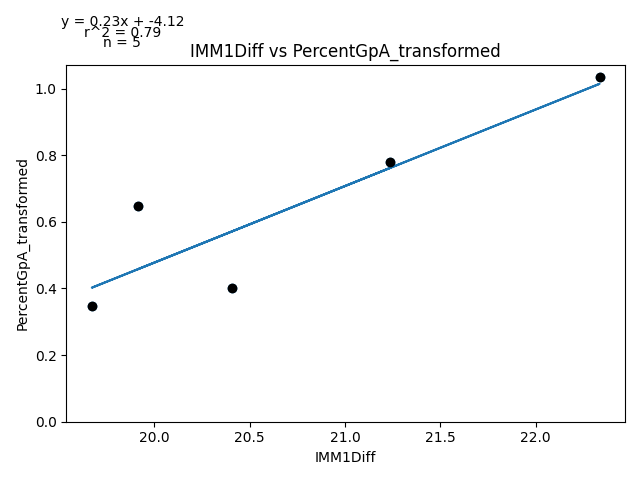 y = 0.23x + -4.12
r^2 = 0.79
n = 5
IMM1Diff vs PercentGpA_transformed
1.0
0.8
0.6
0.4
0.2
0.0
PercentGpA_transformed
20.0 20.5 21.0 21.5 22.0
IMM1Diff